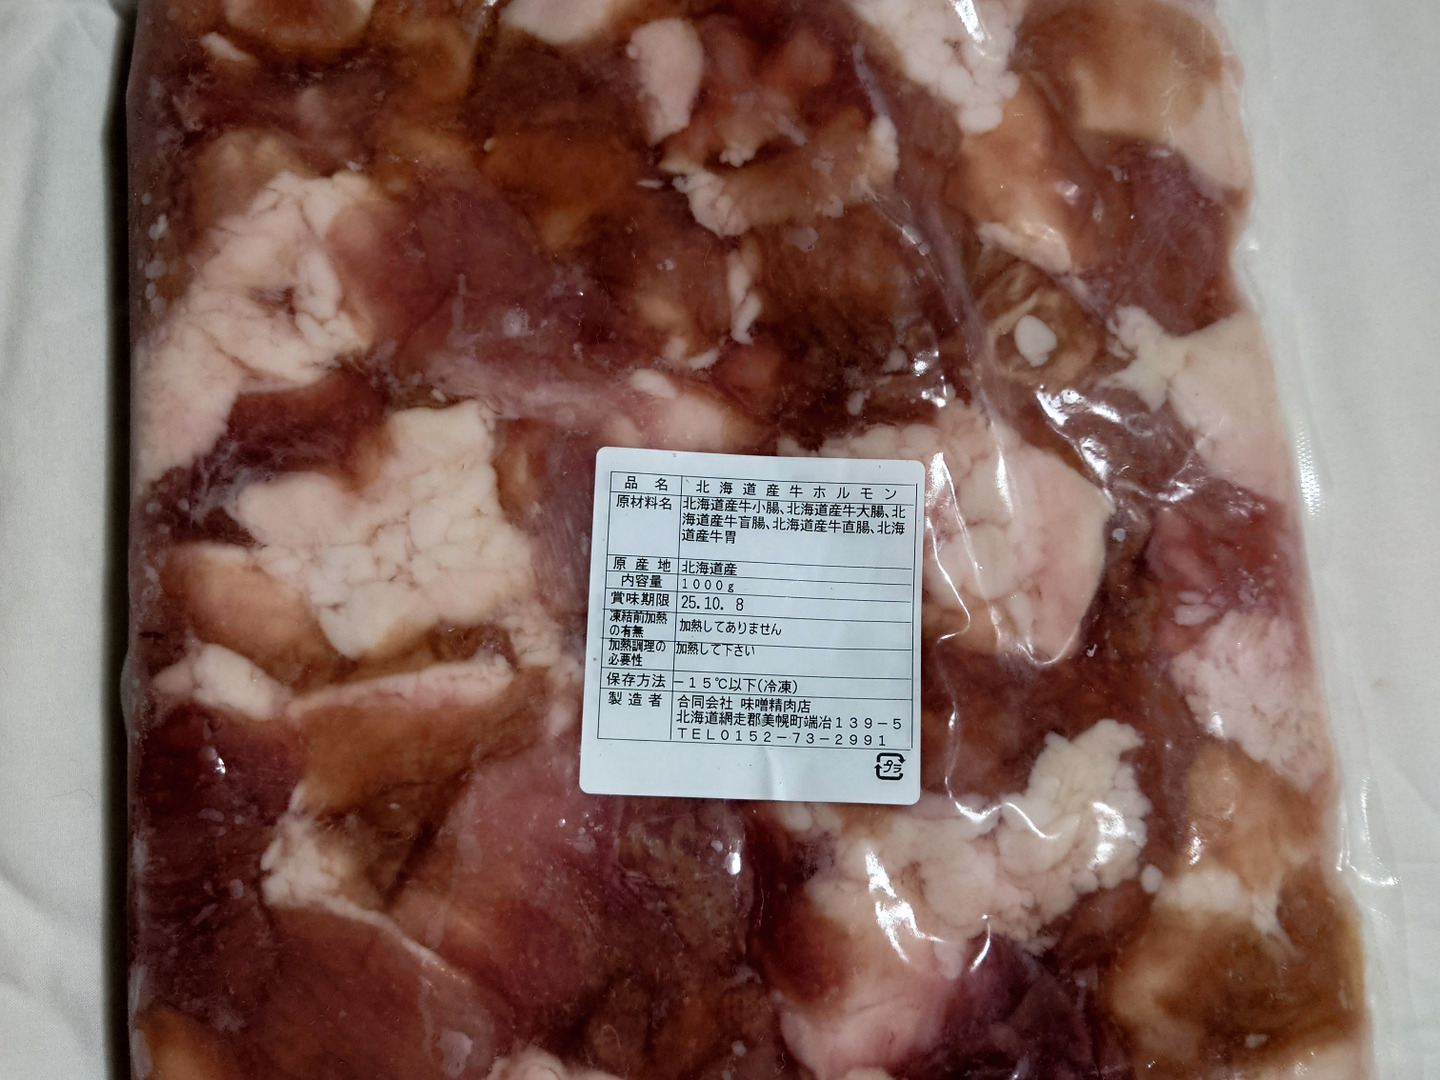 品名 北海道産牛ホルモン
原材料名 北海道産牛小腸、北海道産牛大腸、北
海道産牛盲腸、北海道産牛直腸、北海
道産牛胃
原産地 北海道産
内容量 1000g
賞味期限 25.10.8
凍結前加熱
の有無 加熱してありません
加熱調理の
必要性 加熱して下さい
保存方法 -15℃以下(冷凍)
製造者 合同会社 味噌精肉店
北海道網走郡美幌町端冶139-5
TEL0152-73-2991
プラ